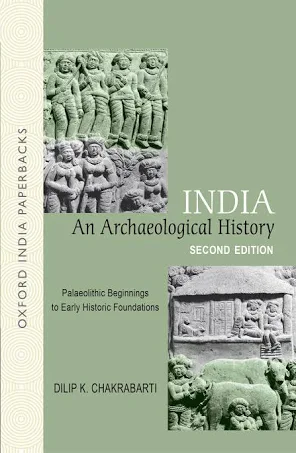 OXFORD INDIA PAPERBACKS
INDIA
An Archaeological History
SECOND EDITION
Palaeolithic Beginnings
to Early Historic Foundations
DILIP K. CHAKRABARTI